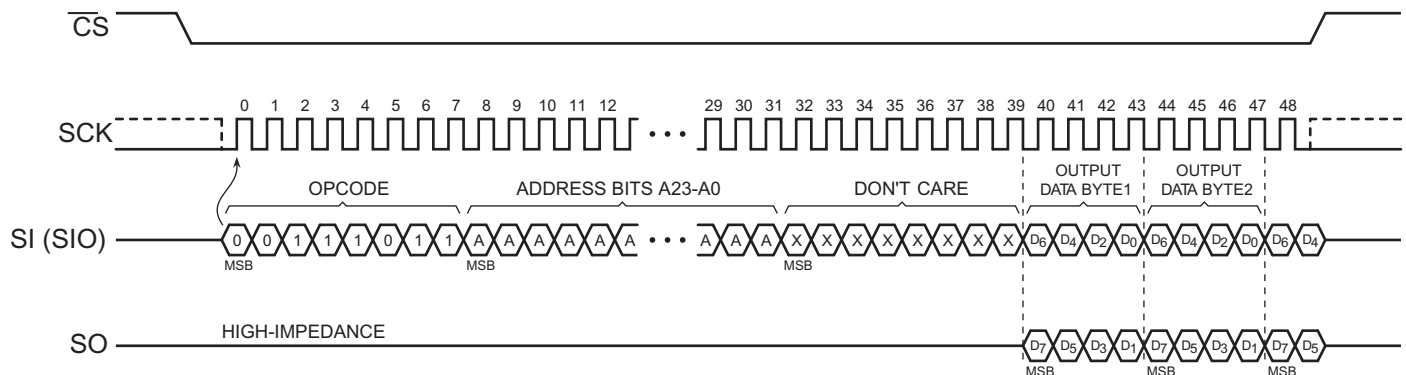 CS
0 1 2 3 4 5 6 7 8 9 10 11 12 29 30 31 32 33 34 35 36 37 38 39 40 41 42 43 44 45 46 47 48
SCK
OPCODE ADDRESS BITS A23-A0 DON'T CARE OUTPUT DATA BYTE1 OUTPUT DATA BYTE2
SI (SIO) 0 0 1 1 1 0 1 1 A A A A A A A A A X X X X X X X X D6 D4 D2 D0 D6 D4 D2 D0 D6 D4
MSB MSB MSB
HIGH-IMPEDANCE
SO D7 D5 D3 D1 D7 D5 D3 D1 D7 D5
MSB MSB MSB